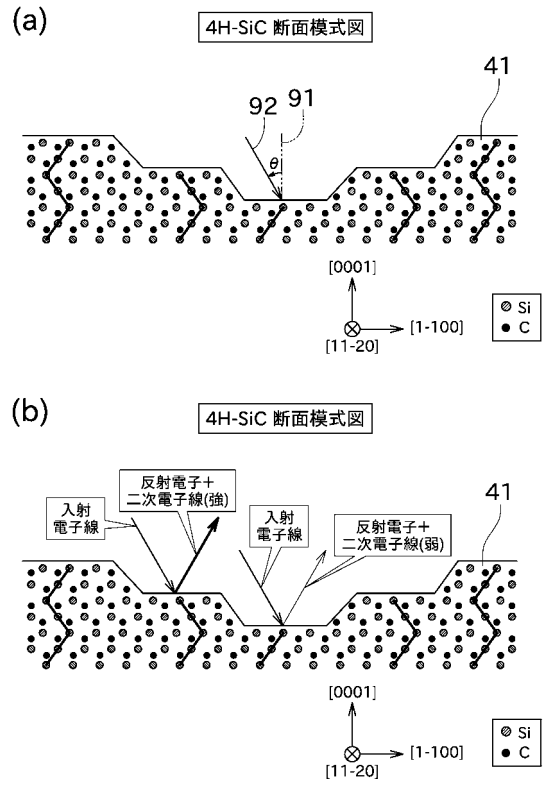 (a)
4H-SiC 断面模式図
92
91
41
θ
[0001]
[1-100]
[11-20]
Si
C
(b)
4H-SiC 断面模式図
入射
電子線
反射電子+
二次電子線(強)
入射
電子線
反射電子+
二次電子線(弱)
41
[0001]
[1-100]
[11-20]
Si
C